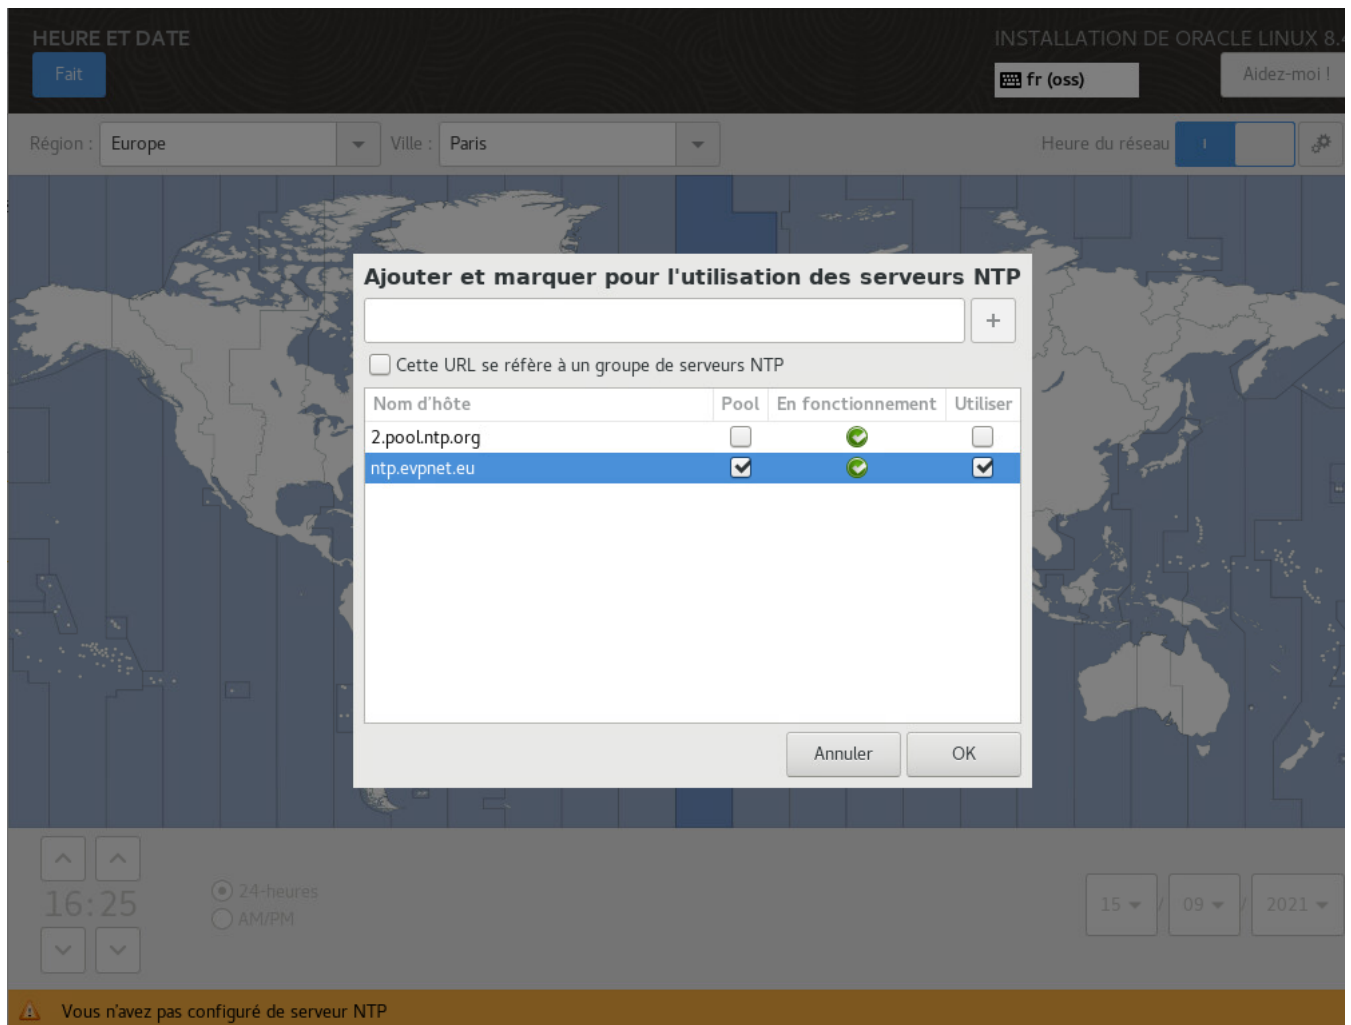 HEURE ET DATE
INSTALLATION DE ORACLE LINUX 8.4
Fait
fr (oss)
Aidez-moi !
Région :
Europe
Ville :
Paris
Heure du réseau
Ajouter et marquer pour l'utilisation des serveurs NTP
+
Cette URL se réfère à un groupe de serveurs NTP
Nom d'hôte Pool En fonctionnement Utiliser
2.pool.ntp.org
ntp.evpnet.eu
Annuler OK
16:25
24-heures
AM/PM
15 / 09 / 2021
Vous n'avez pas configuré de serveur NTP